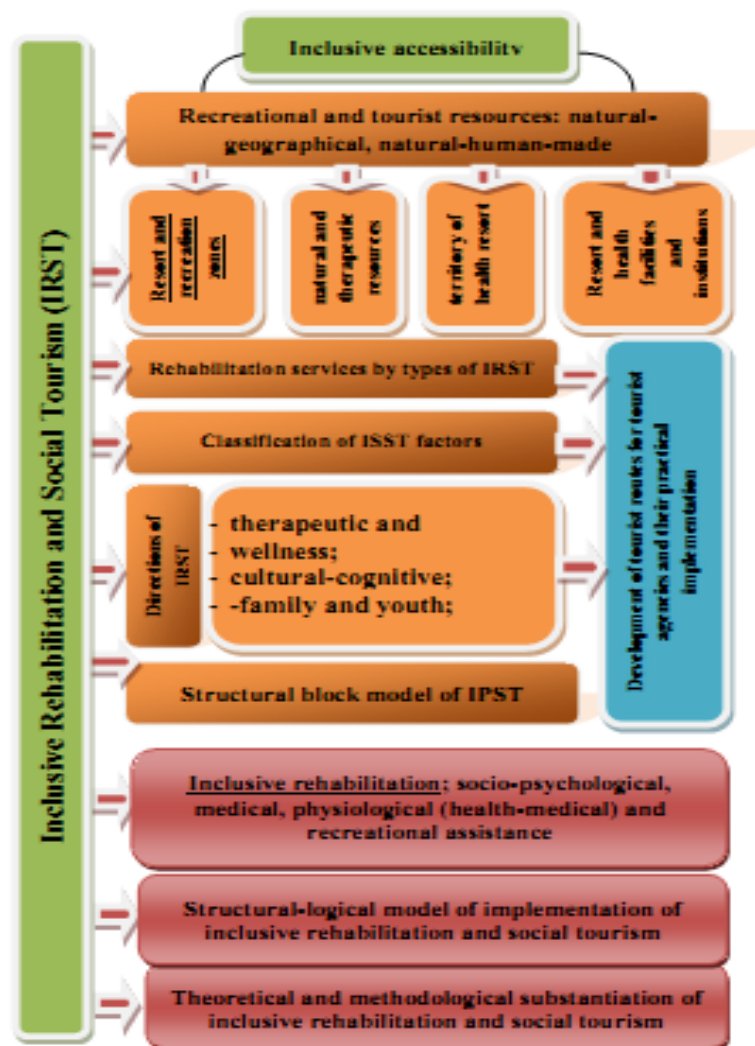 Inclusive accessibility
Inclusive Rehabilitation and Social Tourism (IRST)
Recreational and tourist resources: natural-
geographical, natural-human-made
Resort and
recreation
zones
natural and
therapeutic
resources
territory of
health resort
Resort and
health
facilities
and
institutions
Rehabilitation services by types of IRST
Classification of ISST factors
Directions of
IRST
- therapeutic and
- wellness;
- cultural-cognitive;
- -family and youth;
Structural block model of IPST
Development of tourist routes for tourist
agencies and their practical
implementation
Inclusive rehabilitation; socio-psychological,
medical, physiological (health-medical) and
recreational assistance
Structural-logical model of implementation of
inclusive rehabilitation and social tourism
Theoretical and methodological substantiation of
inclusive rehabilitation and social tourism